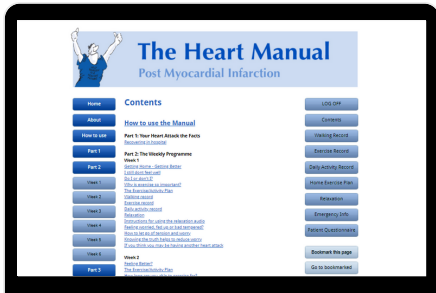 The Heart Manual
Post Myocardial Infarction
Home
About
How to use
Part 1
Part 2
Week 1
Week 2
Week 3
Week 4
Week 5
Week 6
Part 3
Contents
How to use the Manual
Part 1: Your Heart Attack the Facts
Recovering in hospital
Part 2: The Weekly Programme
Week 1
Getting Home - Getting Better
I still don't feel well
Do I or don't I?
Why is exercise so important?
The Exercise/Activity Plan
Walking record
Exercise record
Daily activity record
Relaxation
Instructions for using the relaxation audio
Feeling worried, fed up or bad tempered?
How to let go of tension and worry
Knowing the truth helps to reduce worry
If you think you may be having another heart attack
Week 2
Feeling Better?
The Exercise/Activity Plan
LOG OFF
Contents
Walking Record
Exercise Record
Daily Activity Record
Home Exercise Plan
Relaxation
Emergency Info
Patient Questionnaire
Bookmark this page
Go to bookmarked